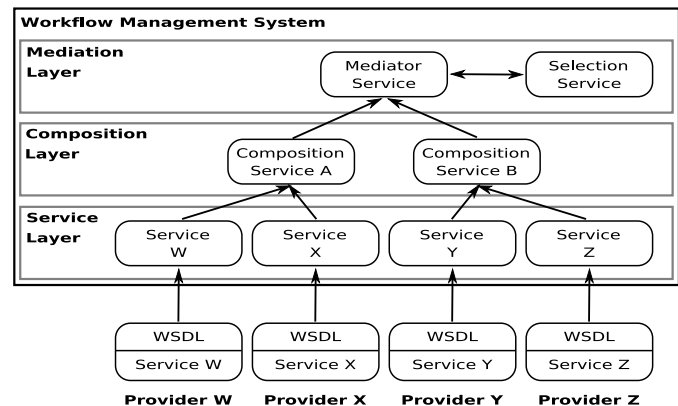 Workflow Management System
Mediation
Layer
Mediator
Service
Selection
Service
Composition
Layer
Composition
Service A
Composition
Service B
Service
Layer
Service
W
Service
X
Service
Y
Service
Z
WSDL
Service W
WSDL
Service X
WSDL
Service Y
WSDL
Service Z
Provider W
Provider X
Provider Y
Provider Z